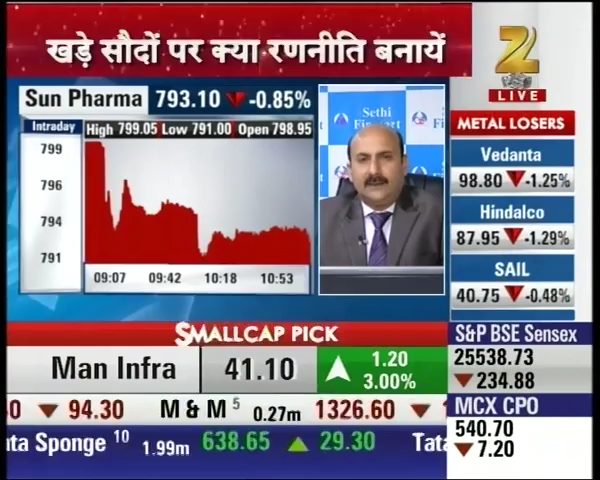 खड़े सौदों पर क्या रणनीति बनायें
Z
LIVE
Sun Pharma 793.10 -0.85%
Intraday High 799.05 Low 791.00 Open 798.95
799
796
794
791
09:07 09:42 10:18 10:53
Sethi
METAL LOSERS
Vedanta
98.80 -1.25%
Hindalco
87.95 -1.29%
SAIL
40.75 -0.48%
SMALLCAP PICK
Man Infra 41.10 1.20
3.00%
S&P BSE Sensex
25538.73
234.88
MCX CPO
540.70
7.20
0 94.30 M & M 5 0.27m 1326.60
ta Sponge 10 1.99m 638.65 29.30 Tata